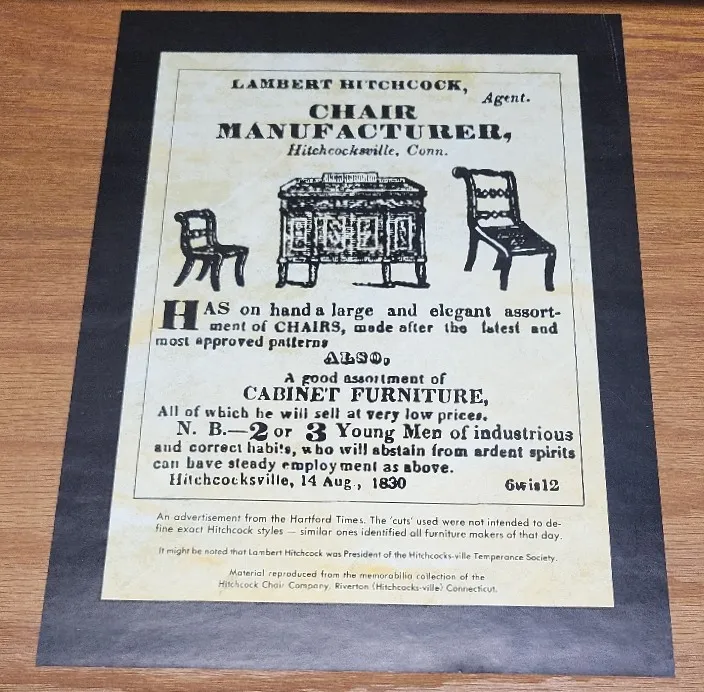 LAMBERT HITCHCOCK,
Agent.
CHAIR
MANUFACTURER,
Hitchcocksville, Conn.
HAS on hand a large and elegant assort-
ment of CHAIRS, made after the latest and
most approved patterns
ALSO,
A good assortment of
CABINET FURNITURE,
All of which he will sell at very low prices.
N. B.—2 or 3 Young Men of industrious
and correct habits, who will abstain from ardent spirits
can have steady employment as above.
Hitchcocksville, 14 Aug., 1830 6wis12
An advertisement from the Hartford Times. The 'cuts' used were not intended to de-
fine exact Hitchcock styles — similar ones identified all furniture makers of that day.
It might be noted that Lambert Hitchcock was President of the Hitchcocks-ville Temperance Society.
Material reproduced from the memorabilia collection of the
Hitchcock Chair Company, Riverton (Hitchcocks-ville) Connecticut.